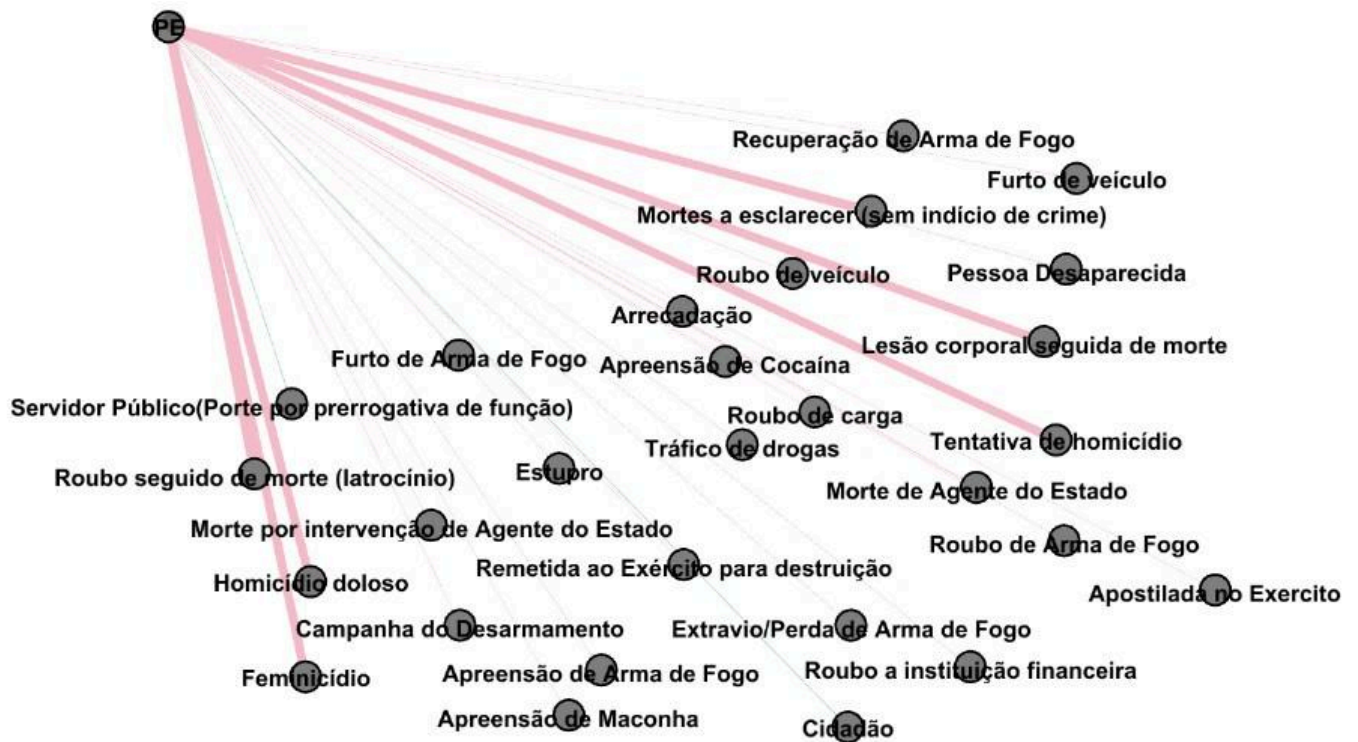 PE
Recuperação de Arma de Fogo
Furto de veículo
Mortes a esclarecer (sem indício de crime)
Roubo de veículo
Pessoa Desaparecida
Arrecadação
Lesão corporal seguida de morte
Furto de Arma de Fogo
Apreensão de Cocaína
Servidor Público(Porte por prerrogativa de função)
Roubo de carga
Tráfico de drogas
Tentativa de homicídio
Roubo seguido de morte (latrocínio)
Estupro
Morte de Agente do Estado
Morte por intervenção de Agente do Estado
Roubo de Arma de Fogo
Homicídio doloso
Remetida ao Exército para destruição
Apostilada no Exercito
Campanha do Desarmamento
Extravio/Perda de Arma de Fogo
Feminicídio
Apreensão de Arma de Fogo
Roubo a instituição financeira
Apreensão de Maconha
Cidadão